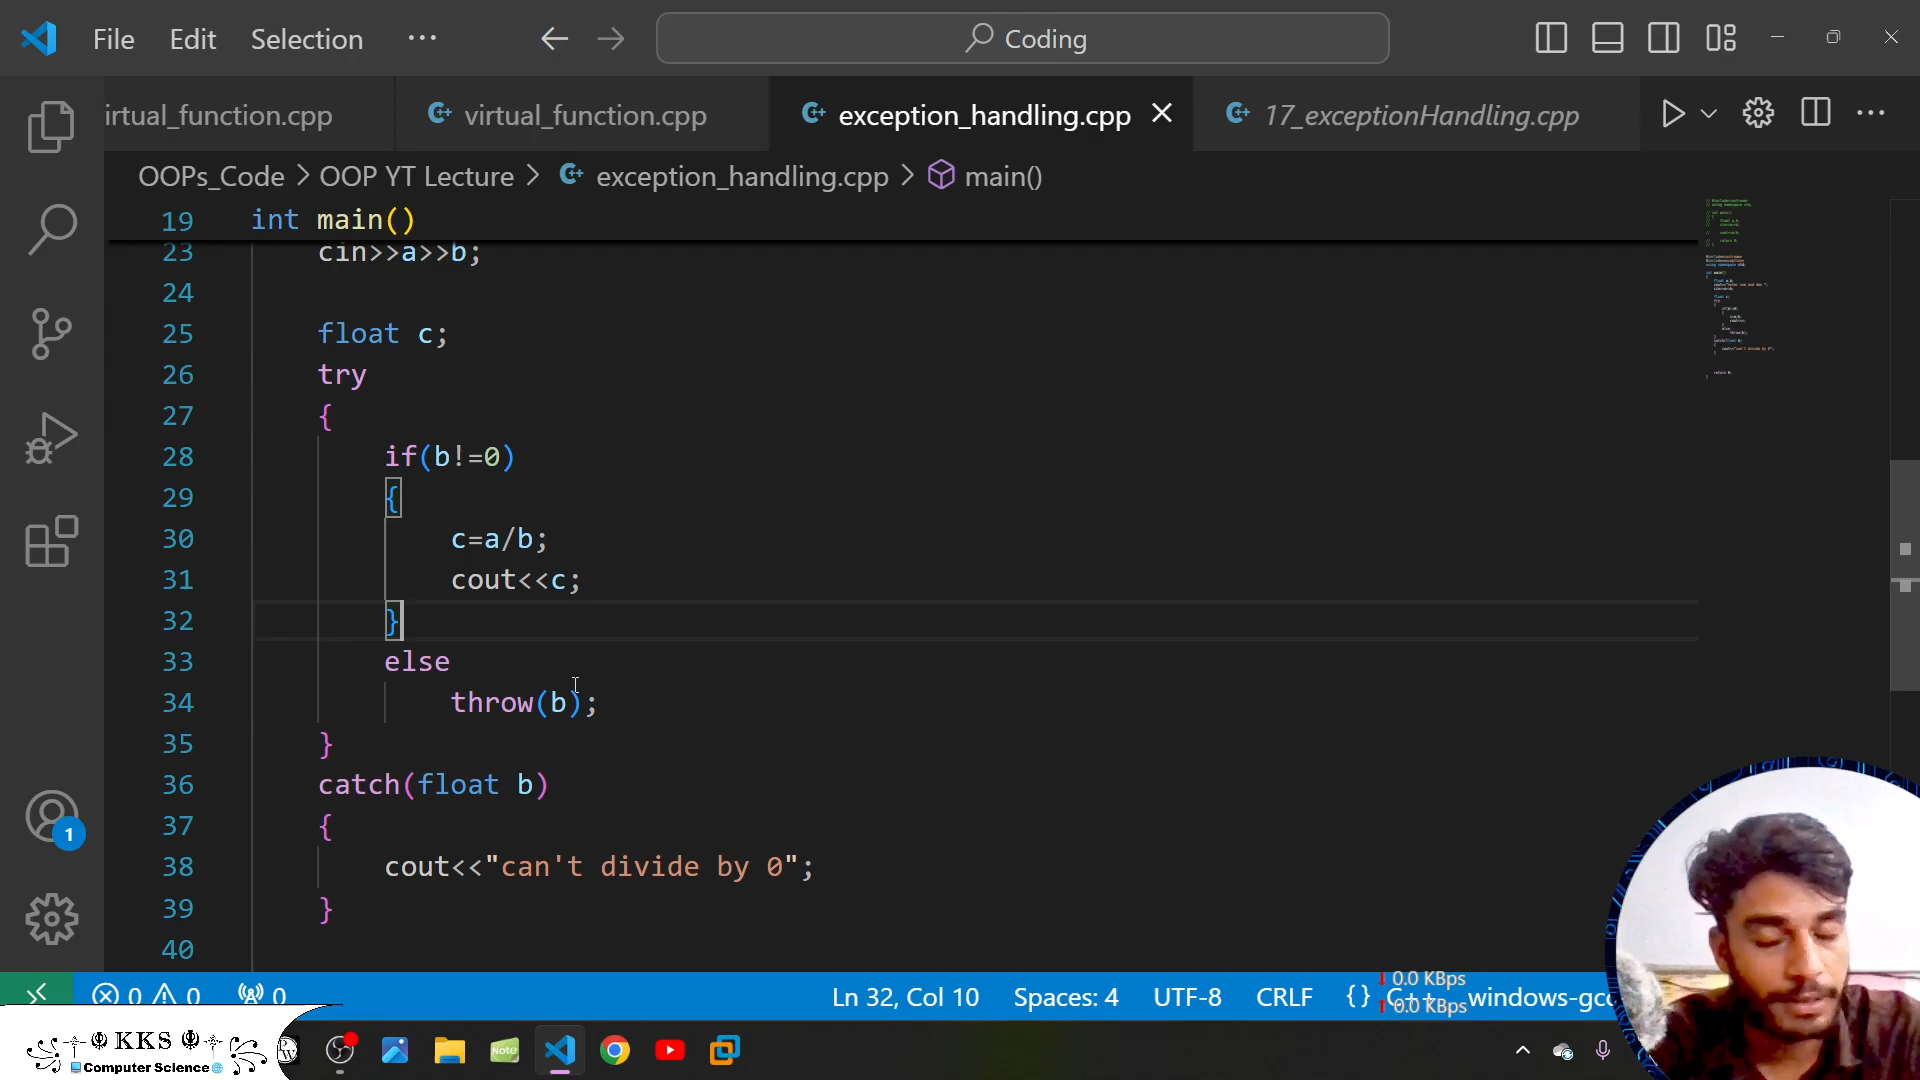 File Edit Selection ··· Coding
irtual_function.cpp virtual_function.cpp exception_handling.cpp 17_exceptionHandling.cpp
OOPs_Code > OOP YT Lecture > exception_handling.cpp > main()
19 int main()
23 cin>>a>>b;
24
25 float c;
26 try
27 {
28 if(b!=0)
29 {
30 c=a/b;
31 cout<<c;
32 }
33 else
34 throw(b);
35 }
36 catch(float b)
37 {
38 cout<<"can't divide by 0";
39 }
40
1
0 0 0 Ln 32, Col 10 Spaces: 4 UTF-8 CRLF {} C++ windows-gcc
0.0 KBps
0.0 KBps
KKS
Computer Science
PW
Note